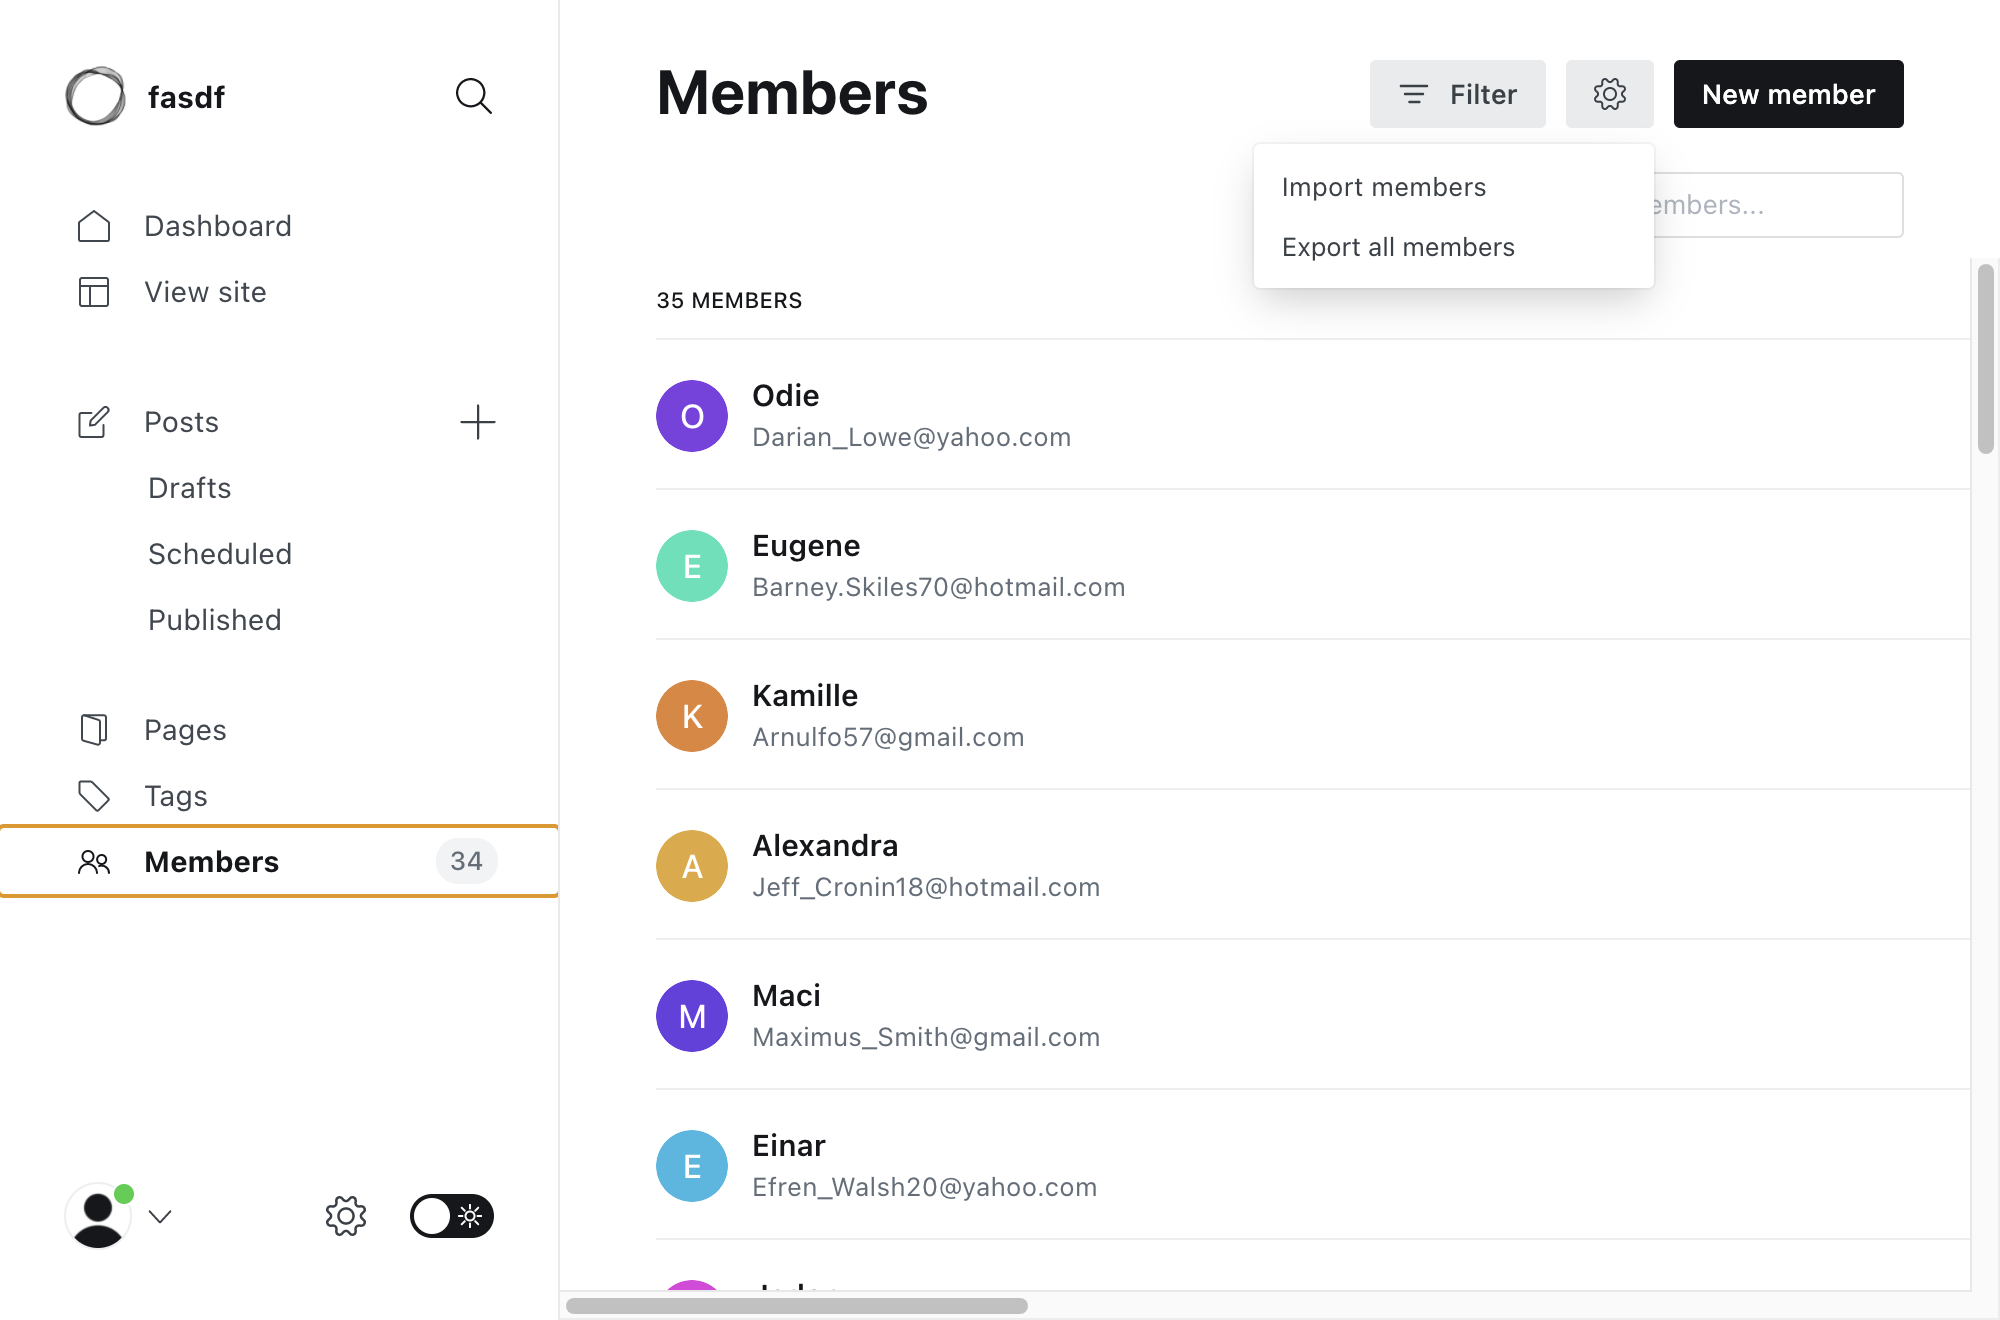 fasdf
Dashboard
View site
Posts
Drafts
Scheduled
Published
Pages
Tags
Members 34
Members
Filter
New member
Import members
Export all members
embers...
35 MEMBERS
O
Odie
Darian_Lowe@yahoo.com
E
Eugene
Barney.Skiles70@hotmail.com
K
Kamille
Arnulfo57@gmail.com
A
Alexandra
Jeff_Cronin18@hotmail.com
M
Maci
Maximus_Smith@gmail.com
E
Einar
Efren_Walsh20@yahoo.com